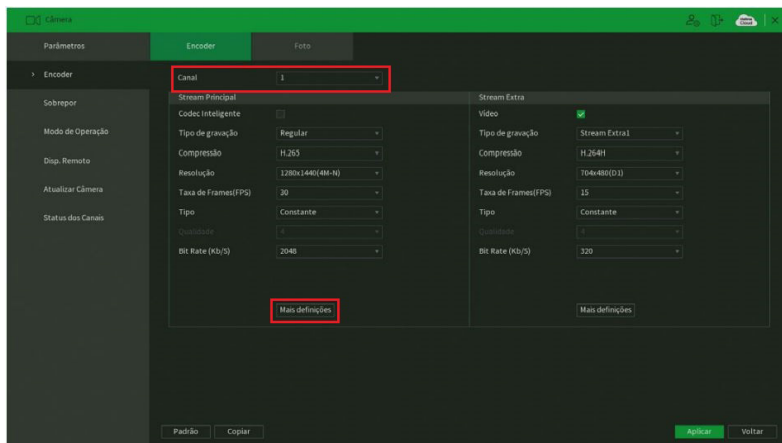 Câmera
Parâmetros
Encoder
Foto
Encoder
Canal 1
Sobrepor
Stream Principal
Stream Extra
Codec Inteligente
Vídeo
Modo de Operação
Tipo de gravação Regular
Tipo de gravação Stream Extra1
Compressão H.265
Compressão H.264H
Disp. Remoto
Resolução 1280x1440(4M-N)
Resolução 704x480(D1)
Atualizar Câmera
Taxa de Frames(FPS) 30
Taxa de Frames(FPS) 15
Status dos Canais
Tipo Constante
Tipo Constante
Qualidade 4
Qualidade 4
Bit Rate (Kb/S) 2048
Bit Rate (Kb/S) 320
Mais definições
Mais definições
Padrão
Copiar
Aplicar
Voltar